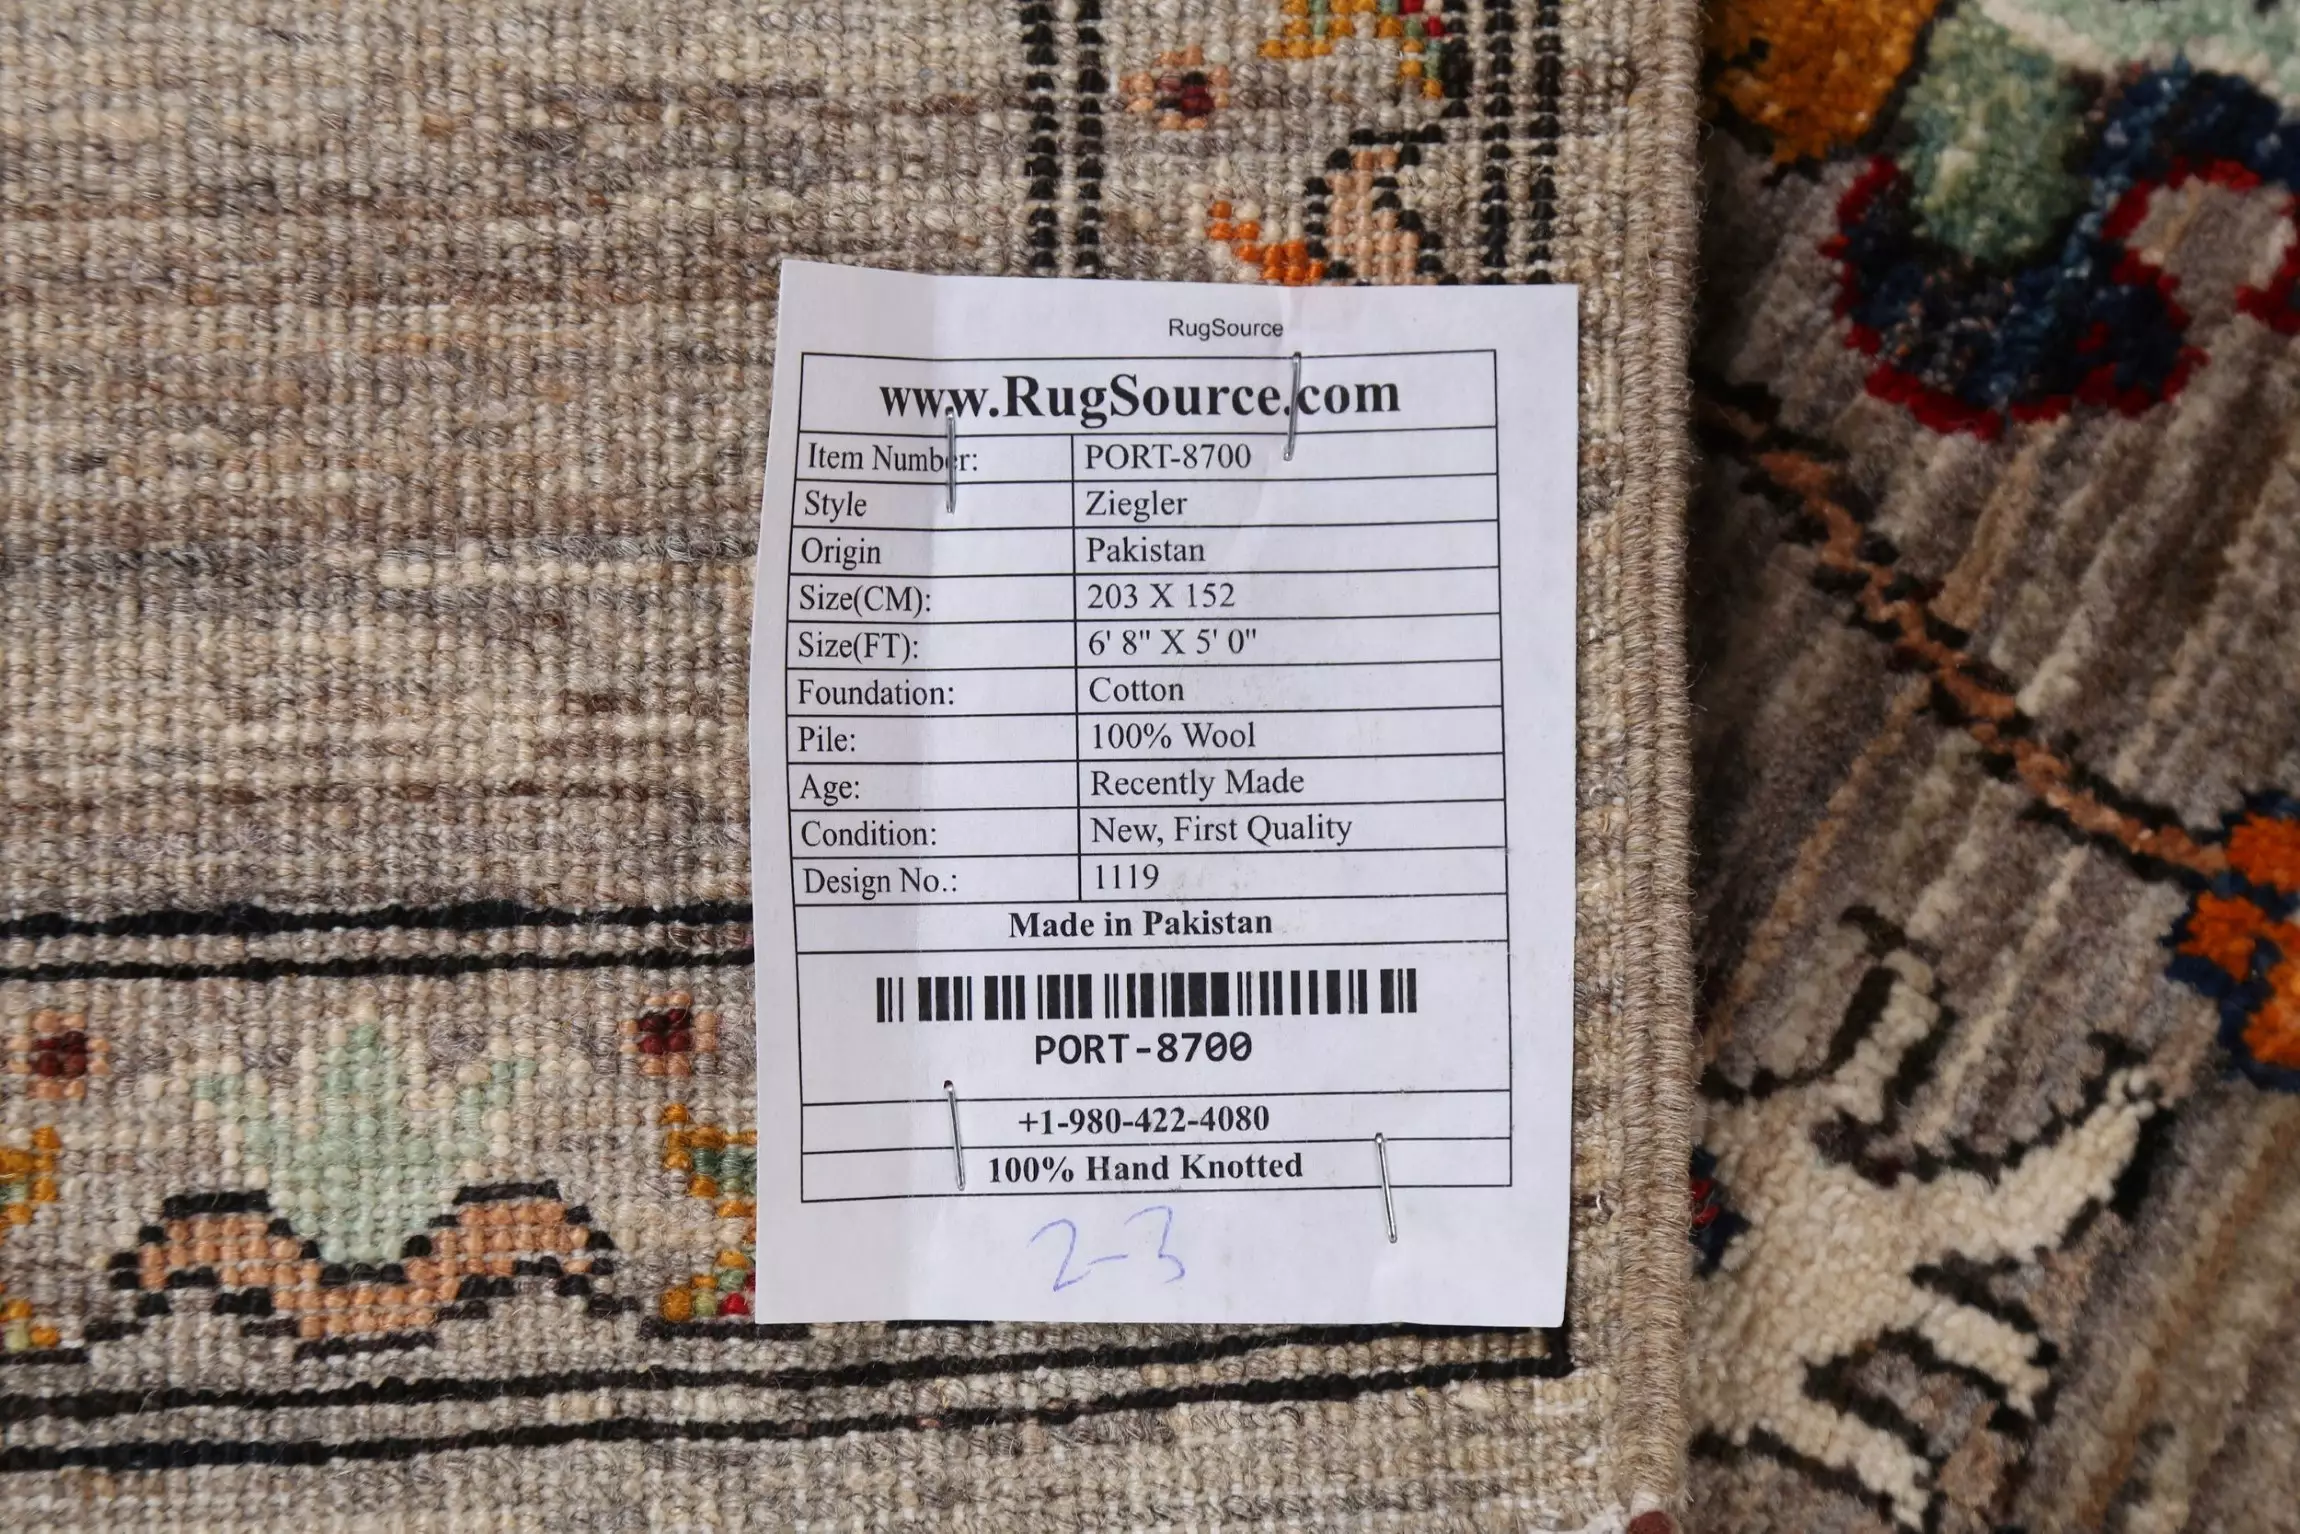 RugSource
www.RugSource.com
Item Number: PORT-8700
Style Ziegler
Origin Pakistan
Size(CM): 203 X 152
Size(FT): 6' 8" X 5' 0"
Foundation: Cotton
Pile: 100% Wool
Age: Recently Made
Condition: New, First Quality
Design No.: 1119
Made in Pakistan
PORT-8700
+1-980-422-4080
100% Hand Knotted
2-3